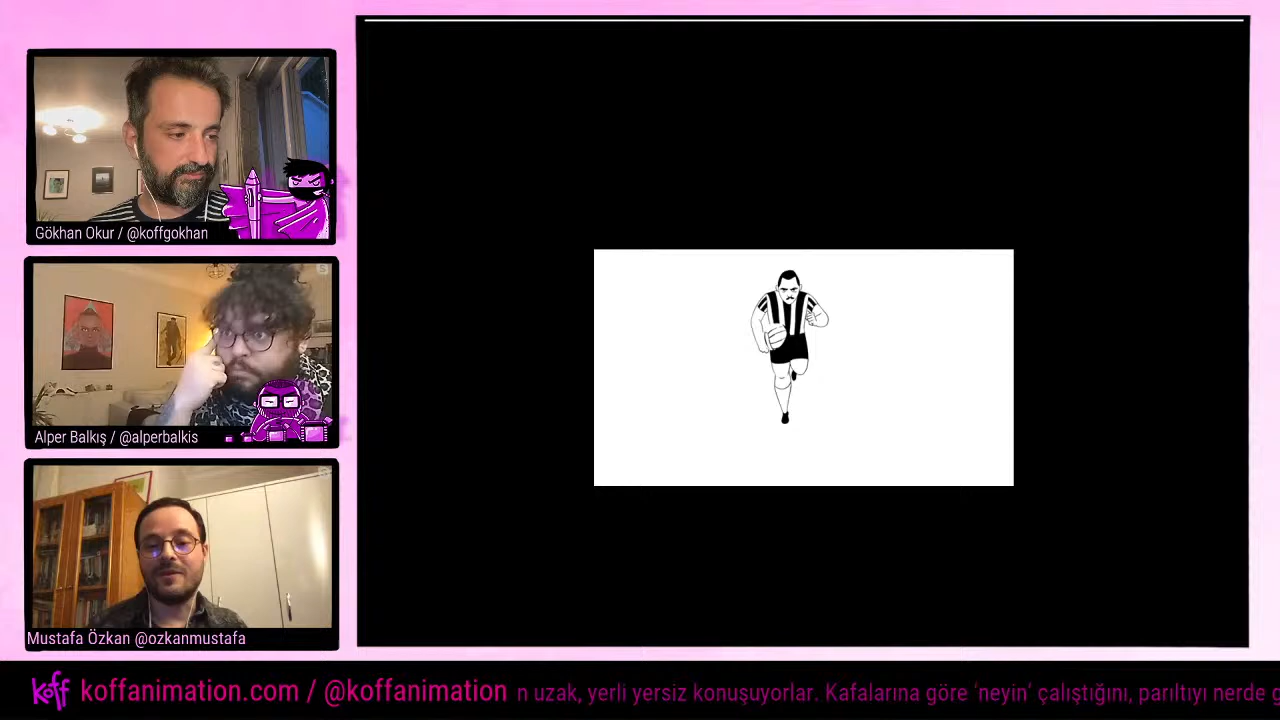 Gökhan Okur / @koffgokhan
Alper Balkış / @alperbalkis
Mustafa Özkan @ozkanmustafa
koff koffanimation.com / @koffanimation n uzak, yerli yersiz konuşuyorlar. Kafalarına göre ‘neyin’ çalıştığını, parıltıyı nerde